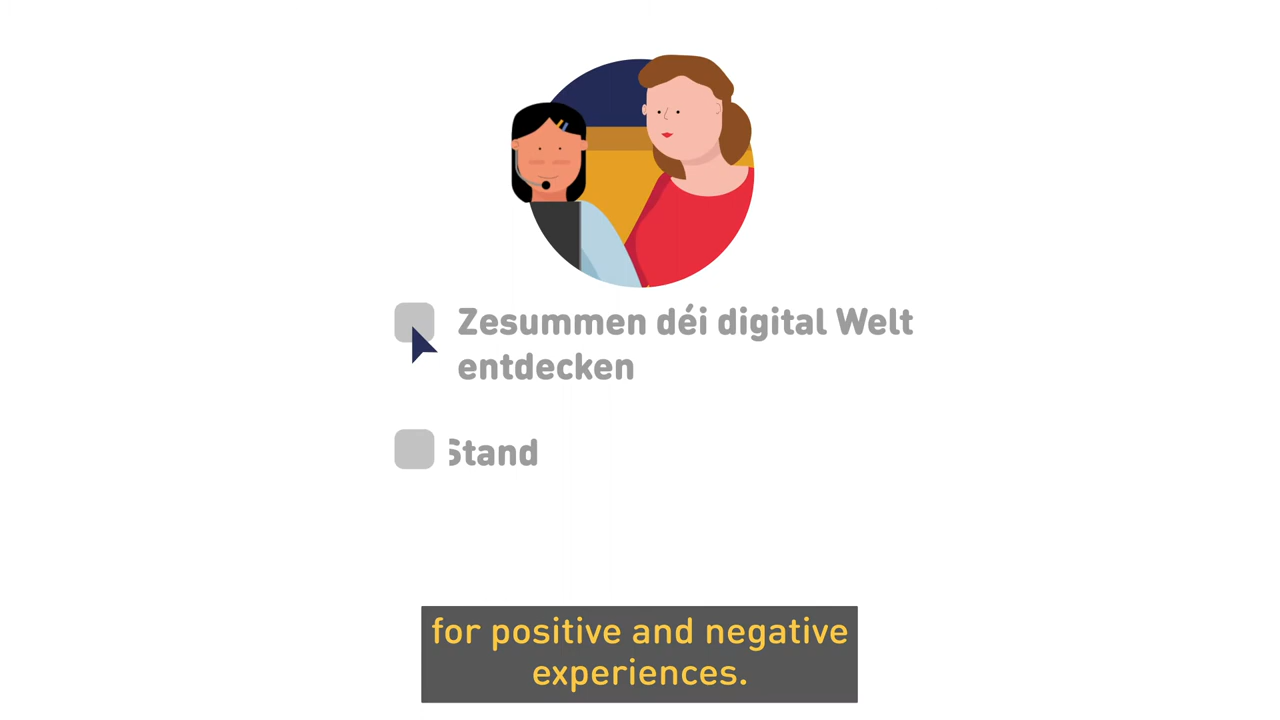 Zesummen déi digital Welt
entdecken
Stand
for positive and negative
experiences.